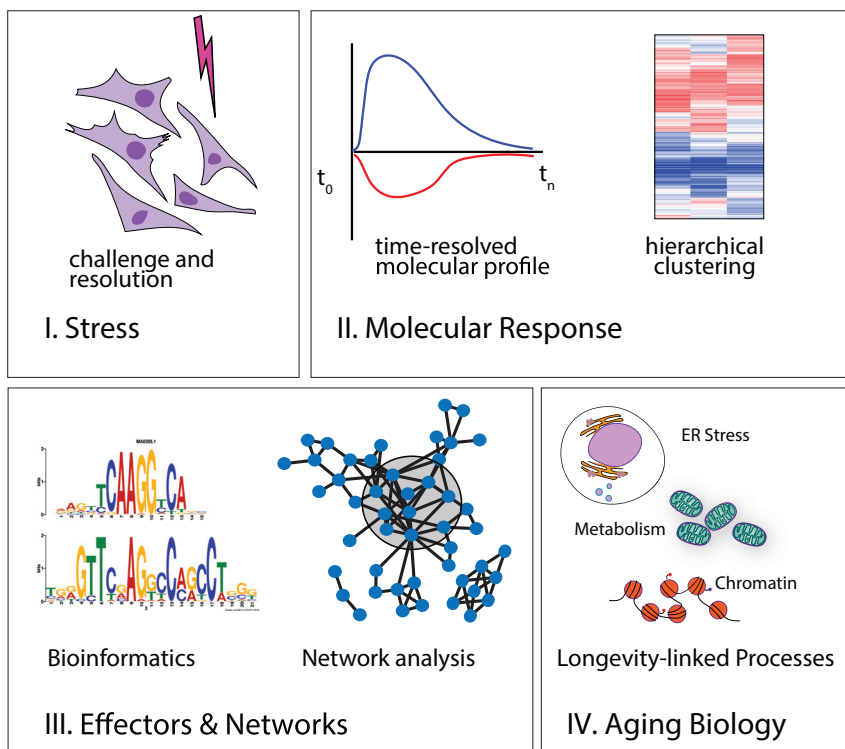 challenge and
resolution
I. Stress
t0
tn
time-resolved
molecular profile
hierarchical
clustering
II. Molecular Response
MA0505.1
TCAAGGTCA
Bioinformatics
Network analysis
III. Effectors & Networks
ER Stress
Metabolism
Chromatin
Longevity-linked Processes
IV. Aging Biology